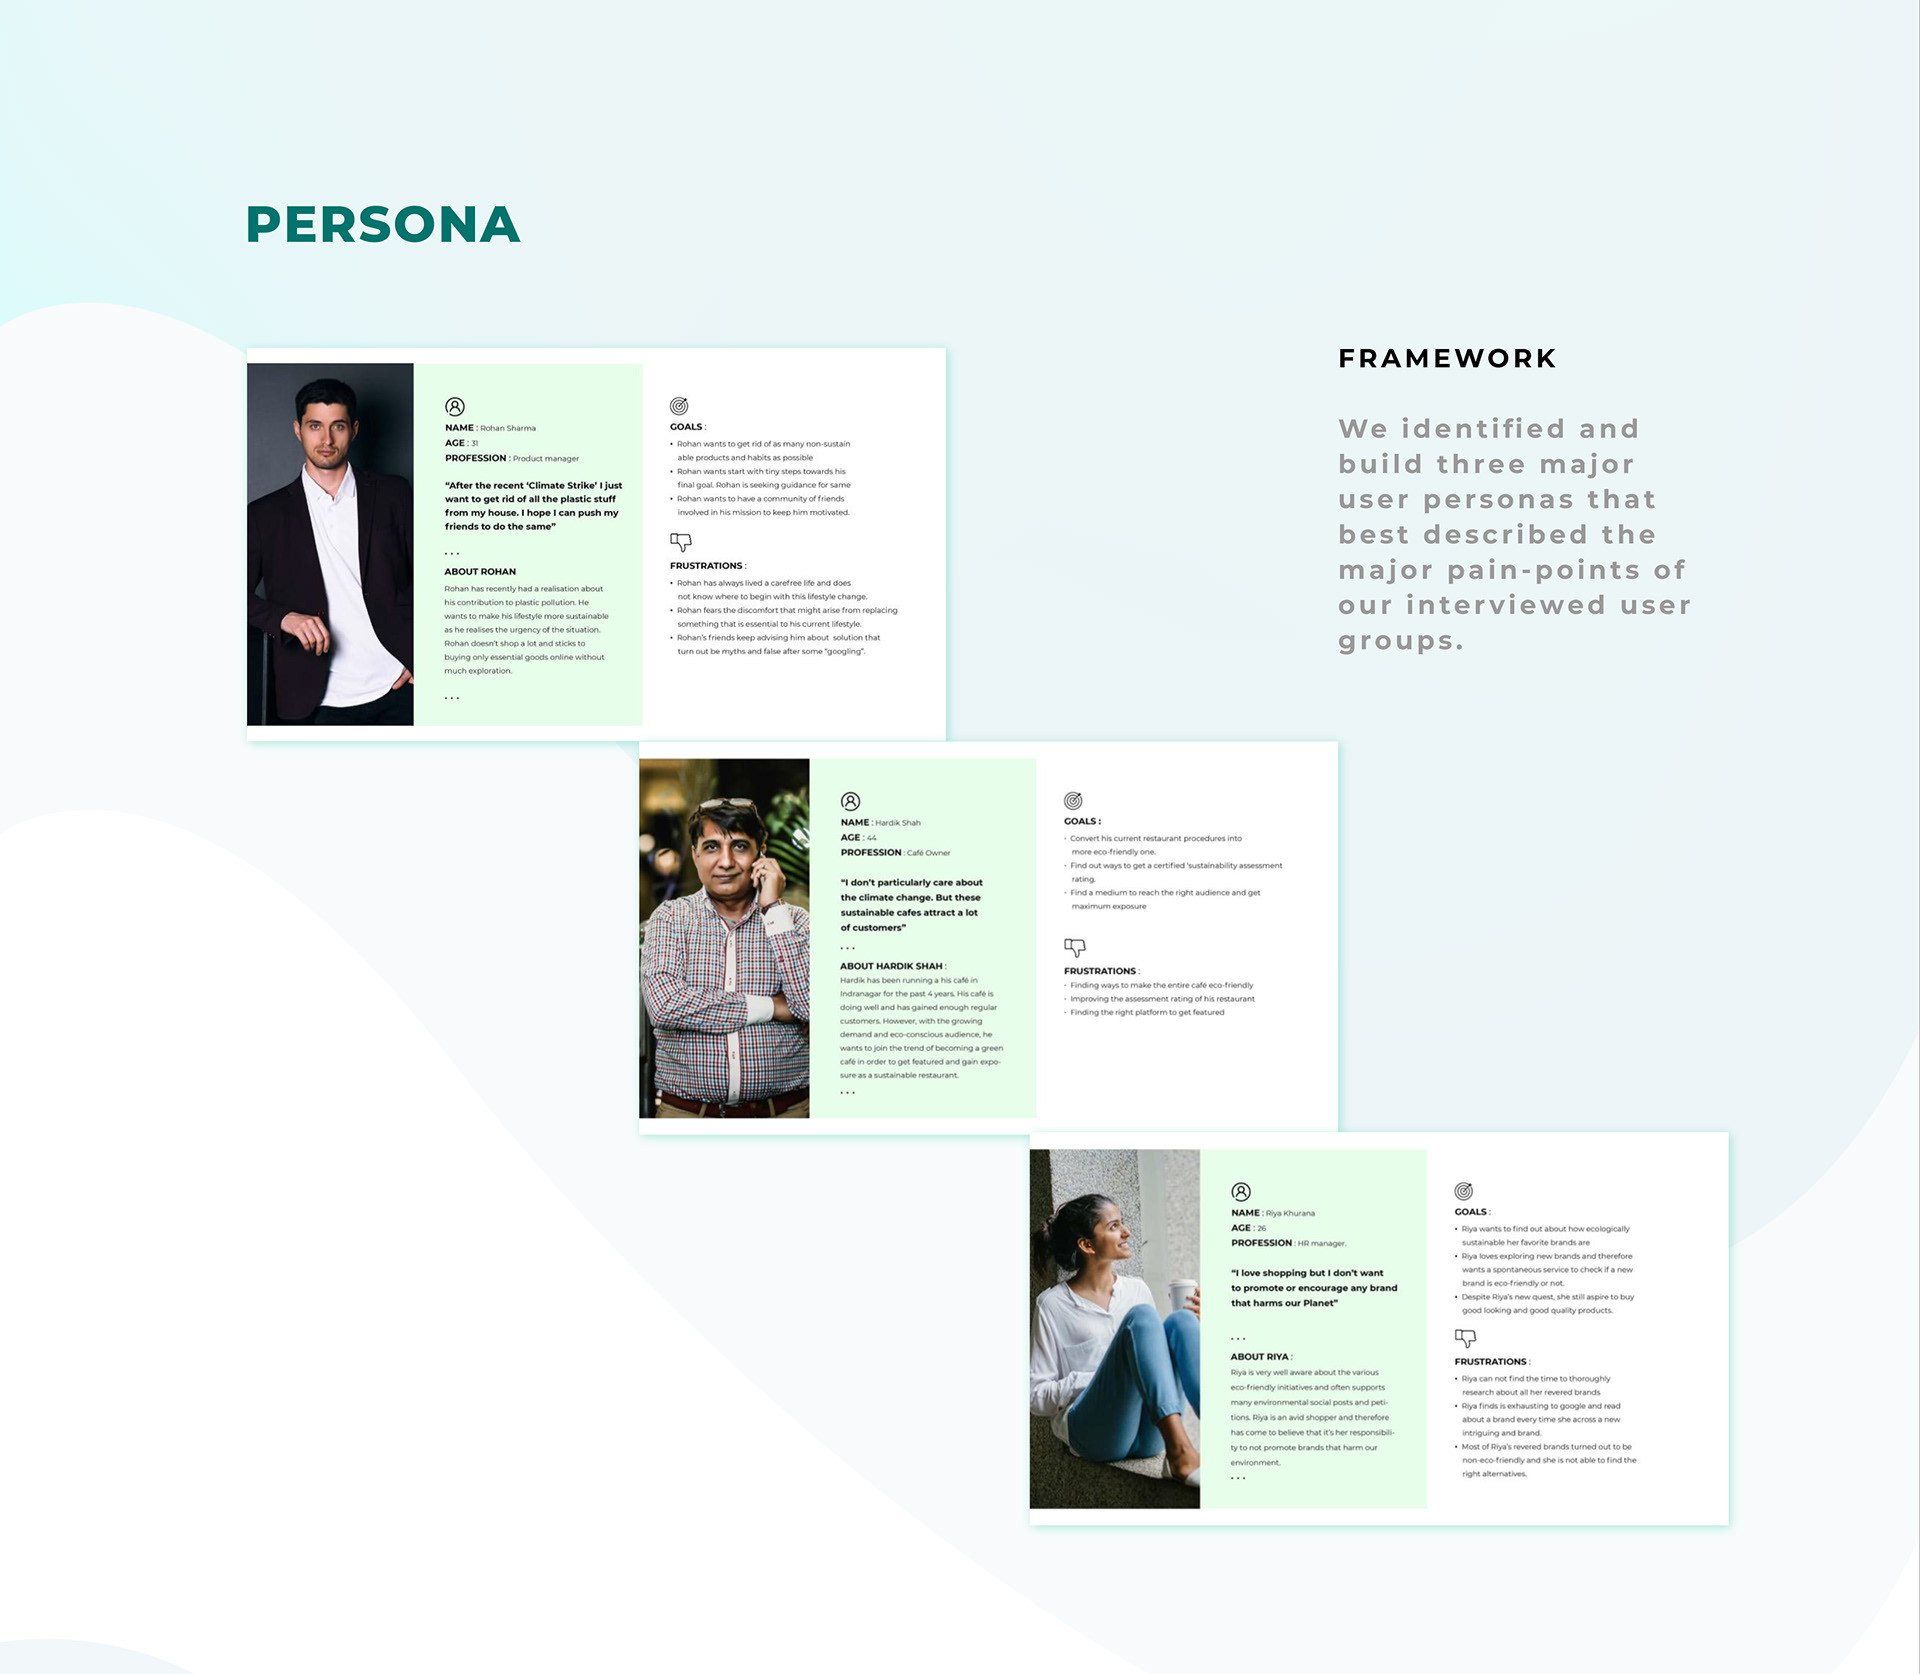 PERSONA
FRAMEWORK
We identified and
build three major
user personas that
best described the
major pain-points of
our interviewed user
groups.
NAME : Rohan Sharma
AGE : 31
PROFESSION : Product manager
“After the recent ‘Climate Strike’ I just
want to get rid of all the plastic stuff
from my house. I hope I can push my
friends to do the same”
...
ABOUT ROHAN
Rohan has recently had a realisation about
his contribution to plastic pollution. He
wants to make his lifestyle more sustainable
as he realises the urgency of the situation.
Rohan doesn’t shop a lot and sticks to
buying only essential goods online without
much exploration.
...
GOALS :
• Rohan wants to get rid of as many non-sustain
able products and habits as possible
• Rohan wants start with tiny steps towards his
final goal. Rohan is seeking guidance for same
• Rohan wants to have a community of friends
involved in his mission to keep him motivated.
FRUSTRATIONS :
• Rohan has always lived a carefree life and does
not know where to begin with this lifestyle change.
• Rohan fears the discomfort that might arise from replacing
something that is essential to his current lifestyle.
• Rohan’s friends keep advising him about solution that
turn out be myths and false after some “googling”.
NAME : Hardik Shah
AGE : 44
PROFESSION : Café Owner
“I don’t particularly care about
the climate change. But these
sustainable cafes attract a lot
of customers”
...
ABOUT HARDIK SHAH :
Hardik has been running a his café in
Indranagar for the past 4 years. His café is
doing well and has gained enough regular
customers. However, with the growing
demand and eco-conscious audience, he
wants to join the trend of becoming a green
café in order to get featured and gain expo-
sure as a sustainable restaurant.
...
GOALS :
• Convert his current restaurant procedures into
more eco-friendly one.
• Find out ways to get a certified ‘sustainability assessment
rating.
• Find a medium to reach the right audience and get
maximum exposure
FRUSTRATIONS :
• Finding ways to make the entire café eco-friendly
• Improving the assessment rating of his restaurant
• Finding the right platform to get featured
NAME : Riya Khurana
AGE : 26
PROFESSION : HR manager.
“I love shopping but I don’t want
to promote or encourage any brand
that harms our Planet”
...
ABOUT RIYA :
Riya is very well aware about the various
eco-friendly initiatives and often supports
many environmental social posts and peti-
tions. Riya is an avid shopper and therefore
has come to believe that it’s her responsibili-
ty to not promote brands that harm our
environment.
...
GOALS :
• Riya wants to find out about how ecologically
sustainable her favorite brands are
• Riya loves exploring new brands and therefore
wants a spontaneous service to check if a new
brand is eco-friendly or not.
• Despite Riya’s new quest, she still aspire to buy
good looking and good quality products.
FRUSTRATIONS :
• Riya can not find the time to thoroughly
research about all her revered brands
• Riya finds is exhausting to google and read
about a brand every time she across a new
intriguing and brand.
• Most of Riya’s revered brands turned out to be
non-eco-friendly and she is not able to find the
right alternatives.